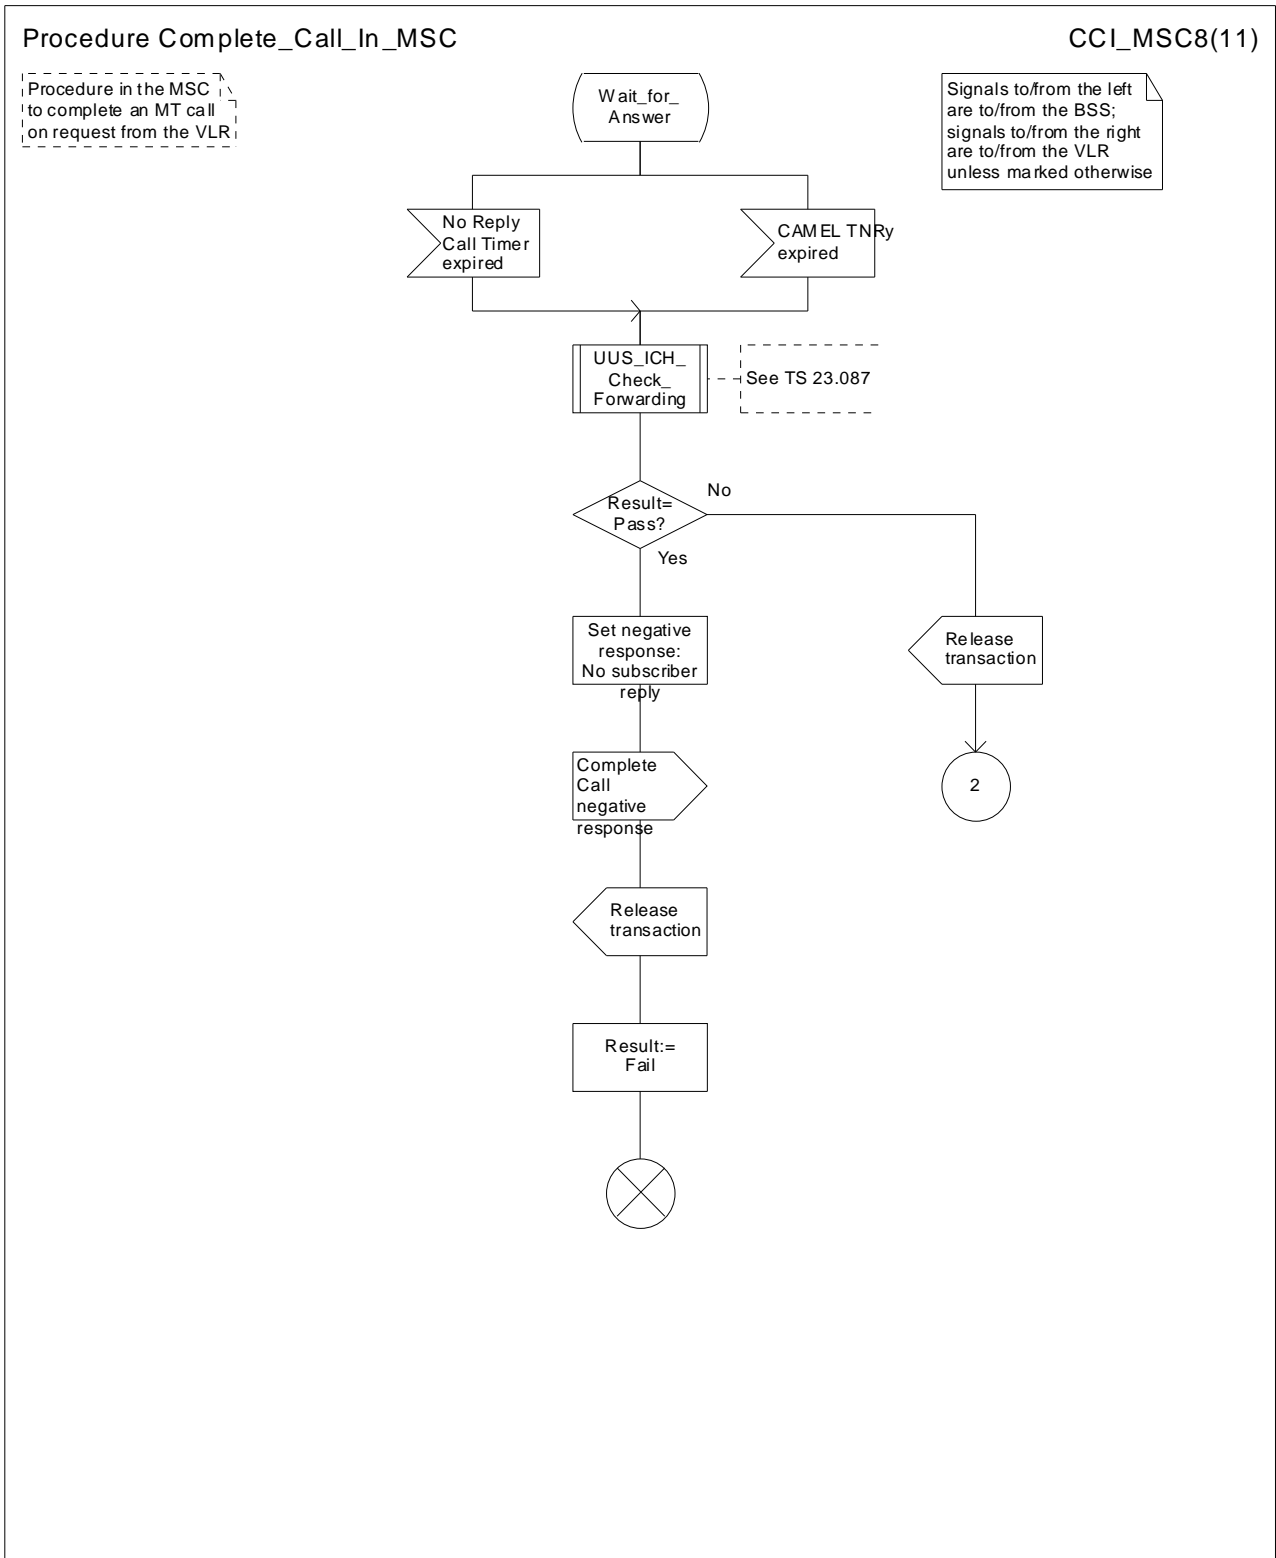 Procedure Complete_Call_In_MSC
CCI_MSC8(11)
Procedure in the MSC
to complete an MT call
on request from the VLR
Signals to/from the left
are to/from the BSS;
signals to/from the right
are to/from the VLR
unless marked otherwise
Wait_for_
Answer
No Reply
Call Timer
expired
CAMEL TNRy
expired
UUS_ICH_
Check_
Forwarding
See TS 23.087
Result=
Pass?
No
Yes
Set negative
response:
No subscriber
reply
Release
transaction
Complete
Call
negative
response
2
Release
transaction
Result:=
Fail